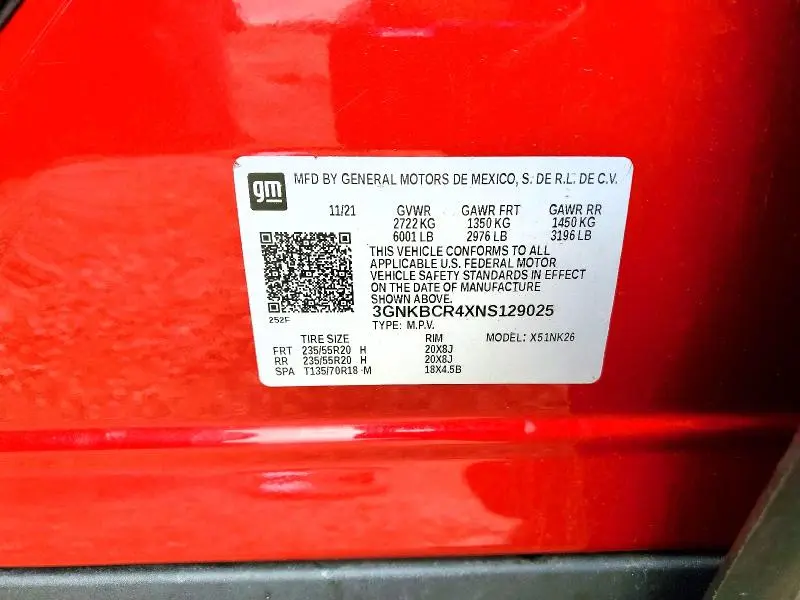 gm MFD BY GENERAL MOTORS DE MEXICO, S. DE R.L. DE C.V.
11/21 GVWR GAWR FRT GAWR RR
2722 KG 1350 KG 1450 KG
6001 LB 2976 LB 3196 LB
THIS VEHICLE CONFORMS TO ALL
APPLICABLE U.S. FEDERAL MOTOR
VEHICLE SAFETY STANDARDS IN EFFECT
ON THE DATE OF MANUFACTURE
SHOWN ABOVE.
3GNKBCR4XNS129025
252F
TYPE: M.P.V.
TIRE SIZE RIM MODEL: X51NK26
FRT 235/55R20 H 20X8J
RR 235/55R20 H 20X8J
SPA T135/70R18 M 18X4.5B